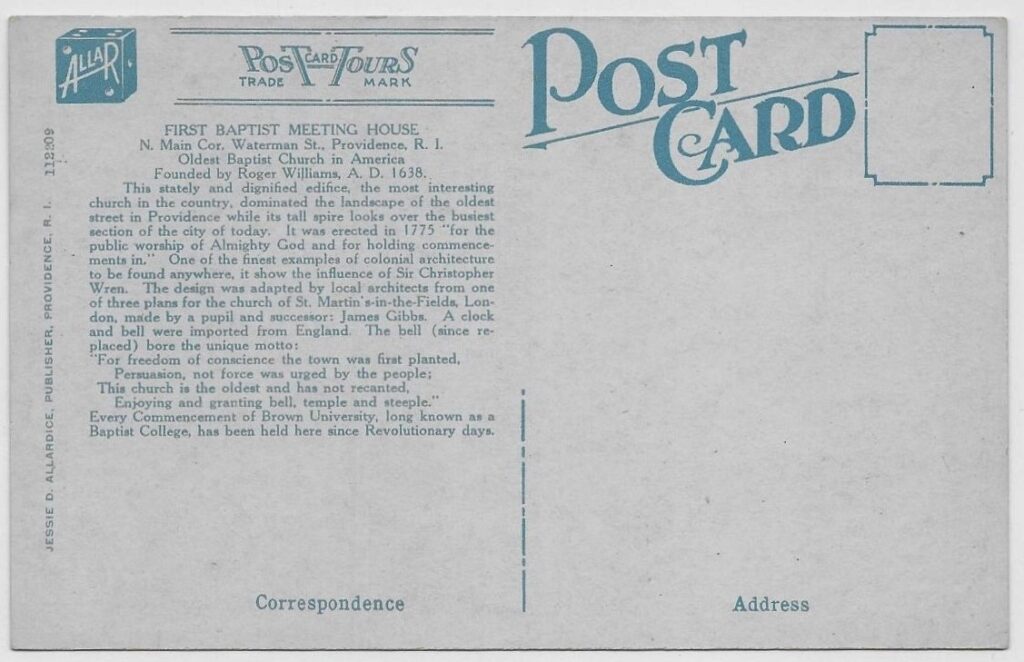 ALLAR
POST CARD TOURS
TRADE MARK
POST
CARD
FIRST BAPTIST MEETING HOUSE
N. Main Cor. Waterman St., Providence, R. I.
Oldest Baptist Church in America
Founded by Roger Williams, A. D. 1638.
This stately and dignified edifice, the most interesting
church in the country, dominated the landscape of the oldest
street in Providence while its tall spire looks over the busiest
section of the city of today. It was erected in 1775 "for the
public worship of Almighty God and for holding commence-
ments in." One of the finest examples of colonial architecture
to be found anywhere, it show the influence of Sir Christopher
Wren. The design was adapted by local architects from one
of three plans for the church of St. Martin's-in-the-Fields, Lon-
don, made by a pupil and successor: James Gibbs. A clock
and bell were imported from England. The bell (since re-
placed) bore the unique motto:
"For freedom of conscience the town was first planted,
Persuasion, not force was urged by the people;
This church is the oldest and has not recanted,
Enjoying and granting bell, temple and steeple."
Every Commencement of Brown University, long known as a
Baptist College, has been held here since Revolutionary days.
JESSIE D. ALLARDICE, PUBLISHER, PROVIDENCE, R. I.
Correspondence
Address